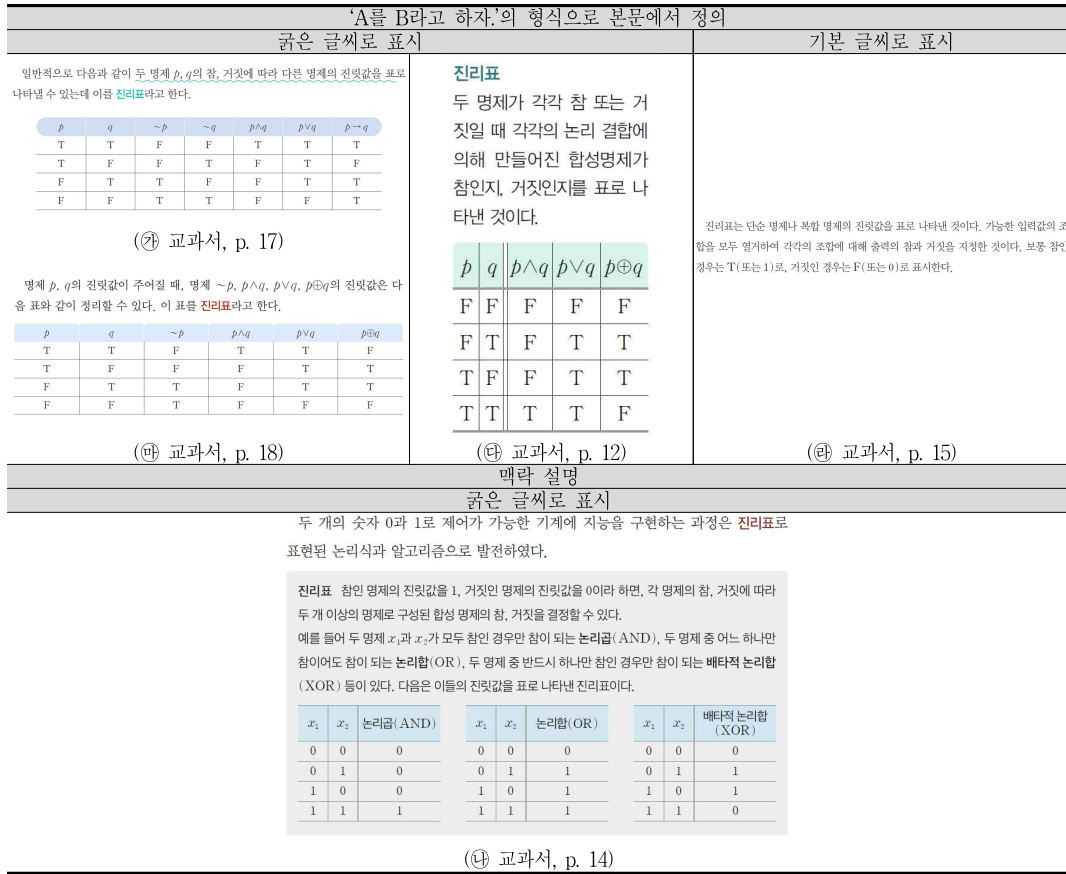 'A를 B라고 하자.'의 형식으로 본문에서 정의
굵은 글씨로 표시
기본 글씨로 표시
일반적으로 다음과 같이 두 명제 p, q의 참, 거짓에 따라 다른 명제의 진릿값을 표로
나타낼 수 있는데 이를 진리표라고 한다.
p q ~p ~q p∧q p∨q p→q
T T F F T T T
T F F T F T F
F T T F F T T
F F T T F F T
(㉮ 교과서, p. 17)
명제 p, q의 진릿값이 주어질 때, 명제 ~p, p∧q, p∨q, p⊕q의 진릿값은 다
음 표와 같이 정리할 수 있다. 이 표를 진리표라고 한다.
p q ~p p∧q p∨q p⊕q
T T F T T F
T F F F T T
F T T F T T
F F T F F F
(㉲ 교과서, p. 18)
진리표
두 명제가 각각 참 또는 거
짓일 때 각각의 논리 결합에
의해 만들어진 합성명제가
참인지, 거짓인지를 표로 나
타낸 것이다.
p q p∧q p∨q p⊕q
F F F F F
F T F T T
T F F T T
T T T T F
(㉰ 교과서, p. 12)
진리표는 단순 명제나 복합 명제의 진릿값을 표로 나타낸 것이다. 가능한 입력값의 조
합을 모두 열거하여 각각의 조합에 대해 출력의 참과 거짓을 지정한 것이다. 보통 참인
경우는 T(또는 1)로, 거짓인 경우는 F(또는 0)로 표시한다.
(㉱ 교과서, p. 15)
맥락 설명
굵은 글씨로 표시
두 개의 숫자 0과 1로 제어가 가능한 기계에 지능을 구현하는 과정은 진리표로
표현된 논리식과 알고리즘으로 발전하였다.
진리표 참인 명제의 진릿값을 1, 거짓인 명제의 진릿값을 0이라 하면, 각 명제의 참, 거짓에 따라
두 개 이상의 명제로 구성된 합성 명제의 참, 거짓을 결정할 수 있다.
예를 들어 두 명제 x₁과 x₂가 모두 참인 경우만 참이 되는 논리곱(AND), 두 명제 중 어느 하나만
참이어도 참이 되는 논리합(OR), 두 명제 중 반드시 하나만 참인 경우만 참이 되는 배타적 논리합
(XOR) 등이 있다. 다음은 이들의 진릿값을 표로 나타낸 진리표이다.
x₁ x₂ 논리곱(AND)
0 0 0
0 1 0
1 0 0
1 1 1
x₁ x₂ 논리합(OR)
0 0 0
0 1 1
1 0 1
1 1 1
x₁ x₂ 배타적 논리합
(XOR)
0 0 0
0 1 1
1 0 1
1 1 0
(㉯ 교과서, p. 14)